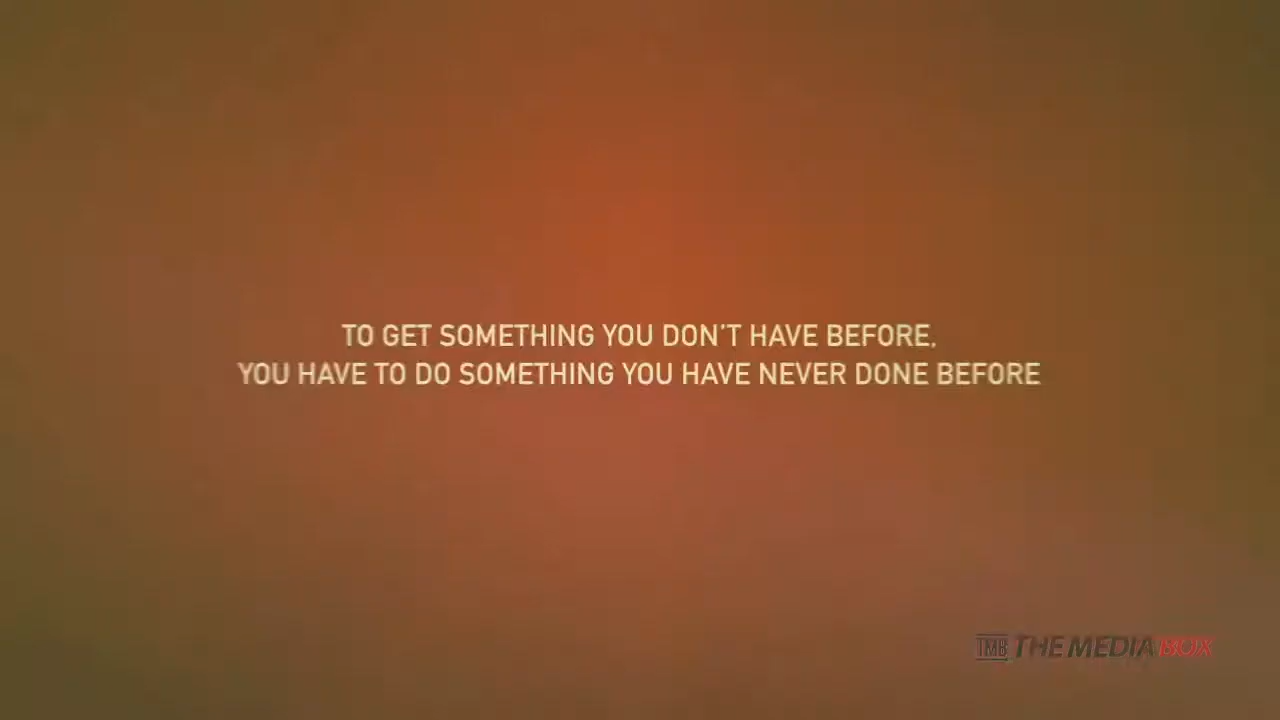 TO GET SOMETHING YOU DON'T HAVE BEFORE,
YOU HAVE TO DO SOMETHING YOU HAVE NEVER DONE BEFORE
TMB THE MEDIA BOX